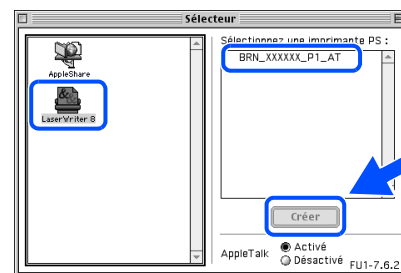 Sélecteur
Sélectionnez une imprimante PS :
BRN_XXXXXX_P1_AT
AppleShare
LaserWriter 8
Créer
AppleTalk
Activé
Désactivé
FU1-7.6.2